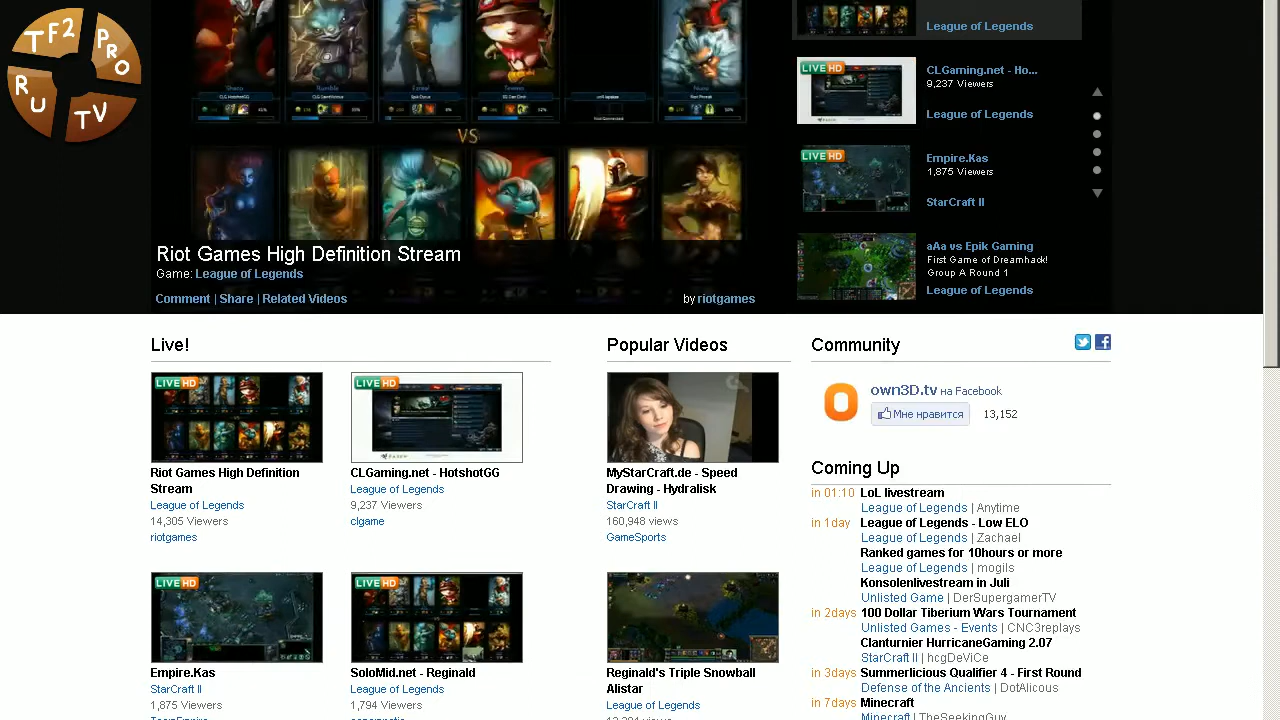 TF2
PRO
RU
TV
VS
Riot Games High Definition Stream
Game: League of Legends
Comment | Share | Related Videos
by riotgames
League of Legends
LIVE HD
CLGaming.net - Ho...
9,237 Viewers
League of Legends
LIVE HD
Empire.Kas
1,875 Viewers
StarCraft II
aAa vs Epik Gaming
First Game of Dreamhack!
Group A Round 1
League of Legends
Live!
LIVE HD
Riot Games High Definition
Stream
League of Legends
14,305 Viewers
riotgames
LIVE HD
CLGaming.net - HotshotGG
League of Legends
9,237 Viewers
clgame
LIVE HD
Empire.Kas
StarCraft II
1,875 Viewers
TeamEmpire
LIVE HD
SoloMid.net - Reginald
League of Legends
1,794 Viewers
Popular Videos
MyStarCraft.de - Speed
Drawing - Hydralisk
StarCraft II
160,948 views
GameSports
Reginald's Triple Snowball
Alistar
League of Legends
Community
own3D.tv на Facebook
Мне нравится
13,152
Coming Up
in 01:10 LoL livestream
League of Legends | Anytime
in 1day League of Legends - Low ELO
League of Legends | Zachael
Ranked games for 10hours or more
League of Legends | mogils
Konsolenlivestream in Juli
Unlisted Game | DerSupergamerTV
in 2days 100 Dollar Tiberium Wars Tournament
Unlisted Games - Events | CNC3replays
Clanturnier Hurricanegaming 2.07
StarCraft II | hcgDeViCe
in 3days Summerlicious Qualifier 4 - First Round
Defense of the Ancients | DotAlicous
in 7days Minecraft
Minecraft | TheSeekingGuy